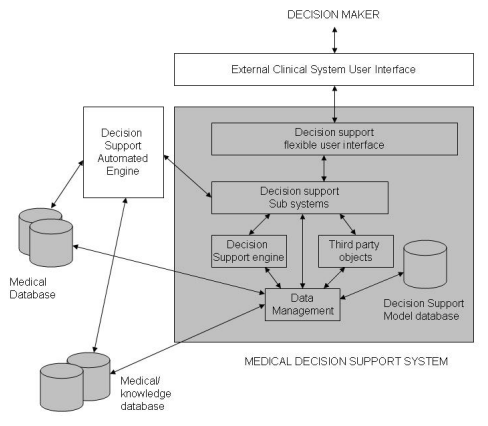 DECISION MAKER
External Clinical System User Interface
Decision
Support
Automated
Engine
Decision support
flexible user interface
Decision support
Sub systems
Decision
Support engine
Third party
objects
Medical
Database
Data
Management
Decision Support
Model database
MEDICAL DECISION SUPPORT SYSTEM
Medical/
knowledge
database